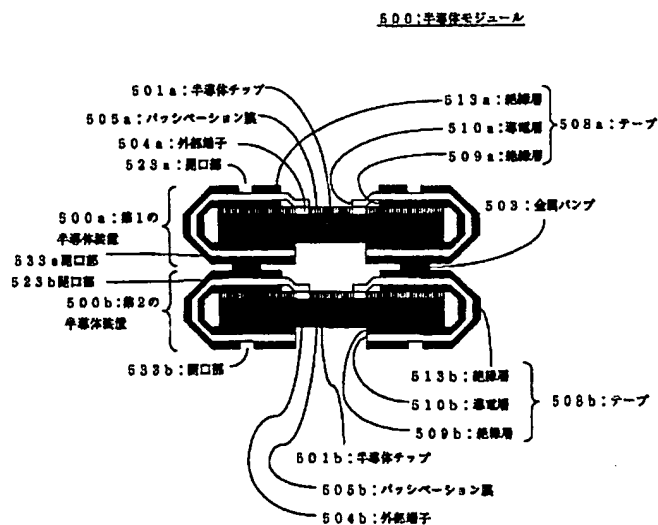 500:半導体モジュール
501a:半導体チップ
505a:パッシベーション膜
504a:外部端子
523a:開口部
513a:絶縁層
510a:導電層
509a:絶縁層
508a:テープ
503:金属バンプ
500a:第1の
半導体装置
533a開口部
523b開口部
500b:第2の
半導体装置
533b:開口部
513b:絶縁層
510b:導電層
509b:絶縁層
508b:テープ
501b:半導体チップ
505b:パッシベーション膜
504b:外部端子